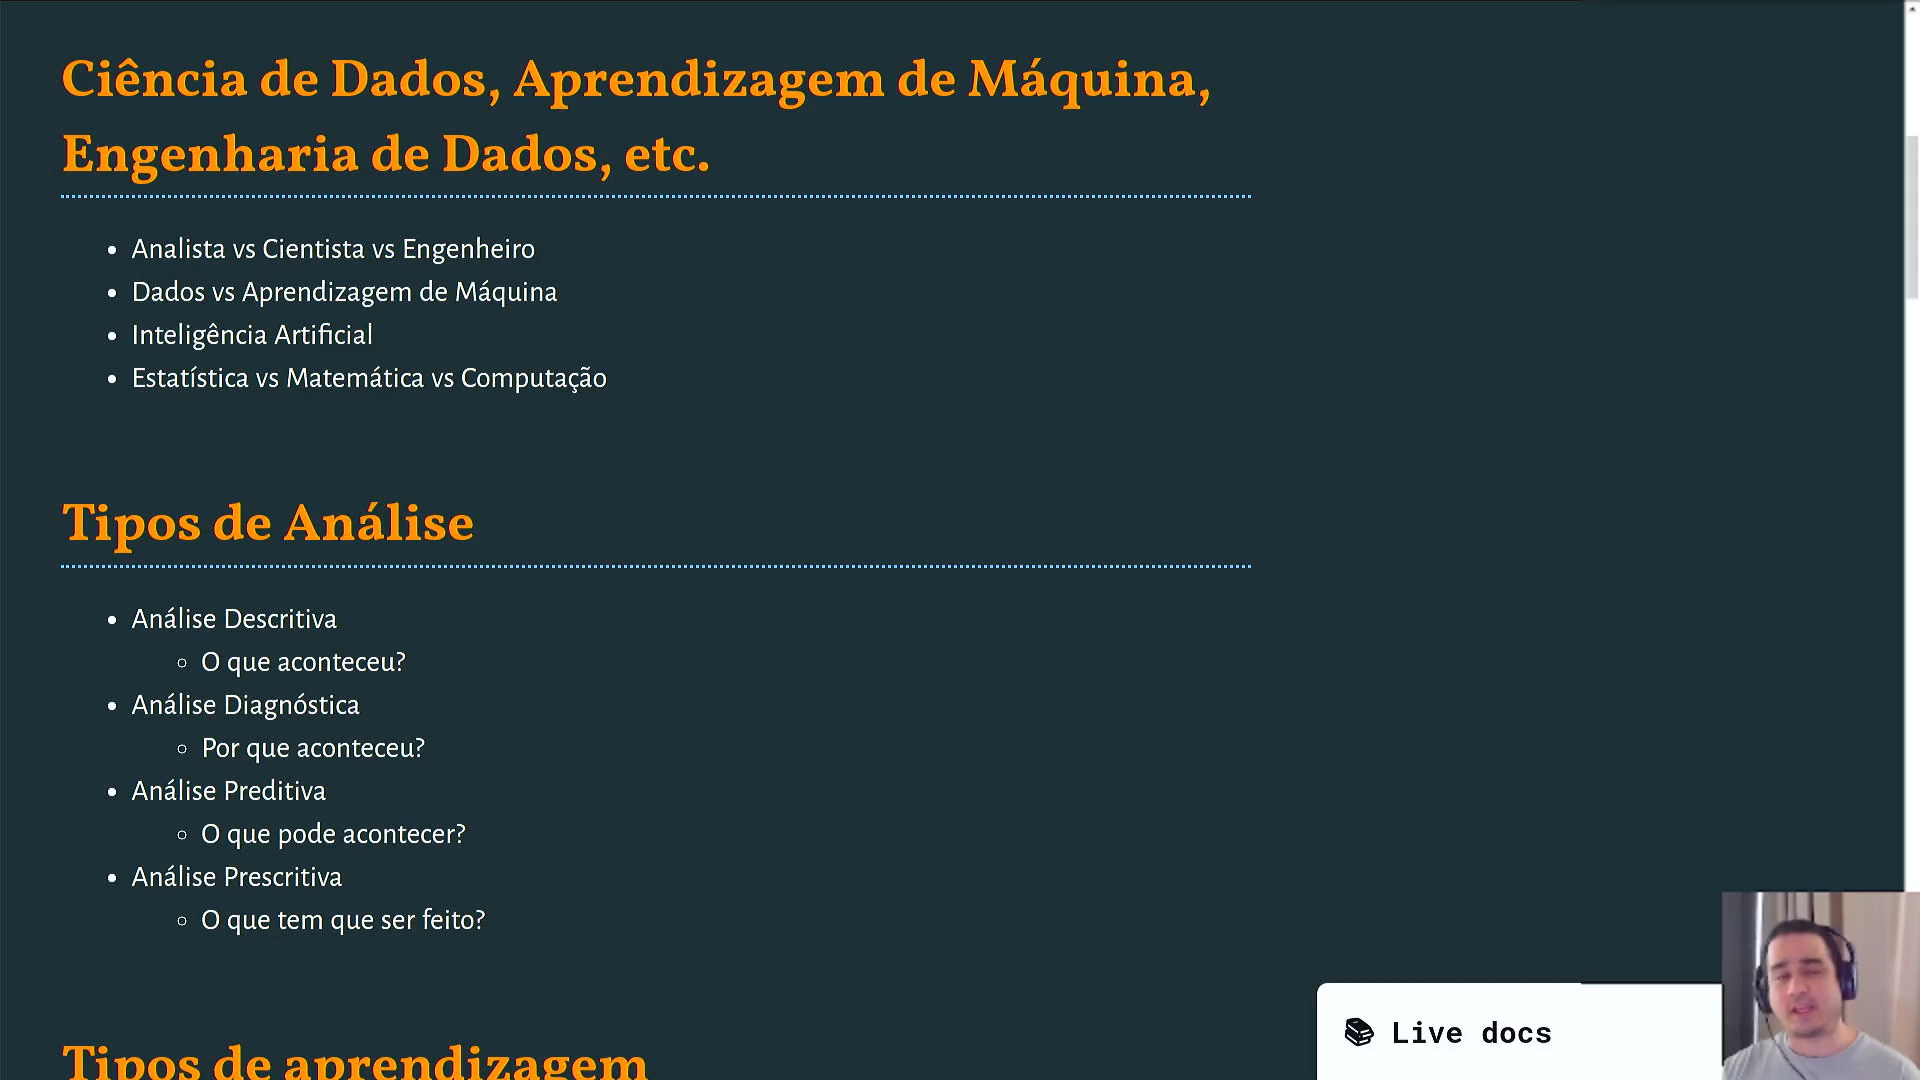 Ciência de Dados, Aprendizagem de Máquina,
Engenharia de Dados, etc.
Analista vs Cientista vs Engenheiro
Dados vs Aprendizagem de Máquina
Inteligência Artificial
Estatística vs Matemática vs Computação
Tipos de Análise
Análise Descritiva
O que aconteceu?
Análise Diagnóstica
Por que aconteceu?
Análise Preditiva
O que pode acontecer?
Análise Prescritiva
O que tem que ser feito?
Tipos de aprendizagem
Live docs